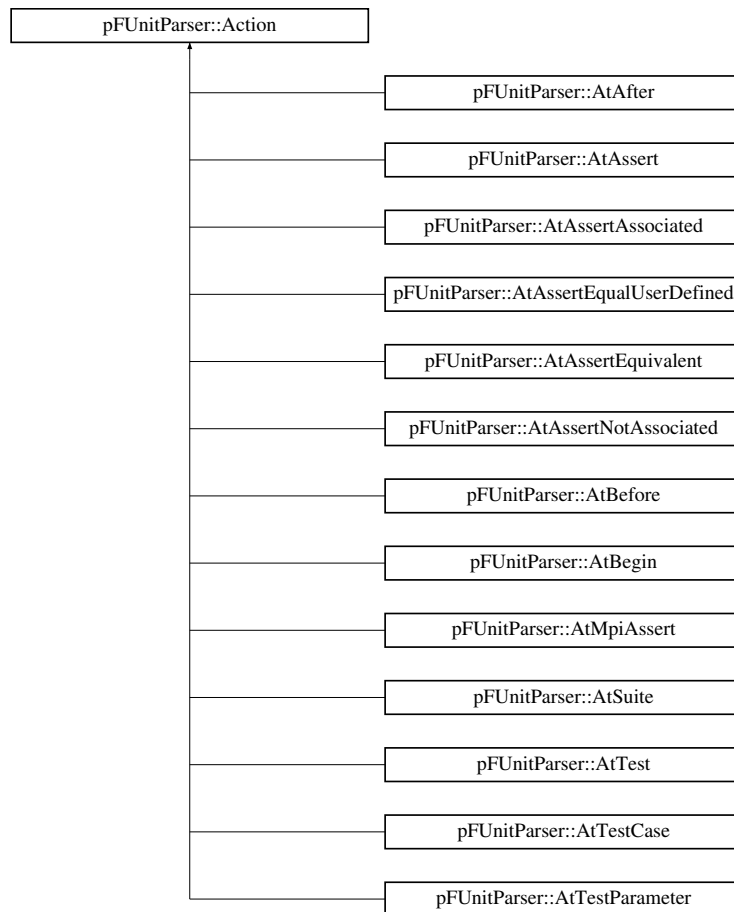 pFUnitParser::Action
pFUnitParser::AtAfter
pFUnitParser::AtAssert
pFUnitParser::AtAssertAssociated
pFUnitParser::AtAssertEqualUserDefined
pFUnitParser::AtAssertEquivalent
pFUnitParser::AtAssertNotAssociated
pFUnitParser::AtBefore
pFUnitParser::AtBegin
pFUnitParser::AtMpiAssert
pFUnitParser::AtSuite
pFUnitParser::AtTest
pFUnitParser::AtTestCase
pFUnitParser::AtTestParameter